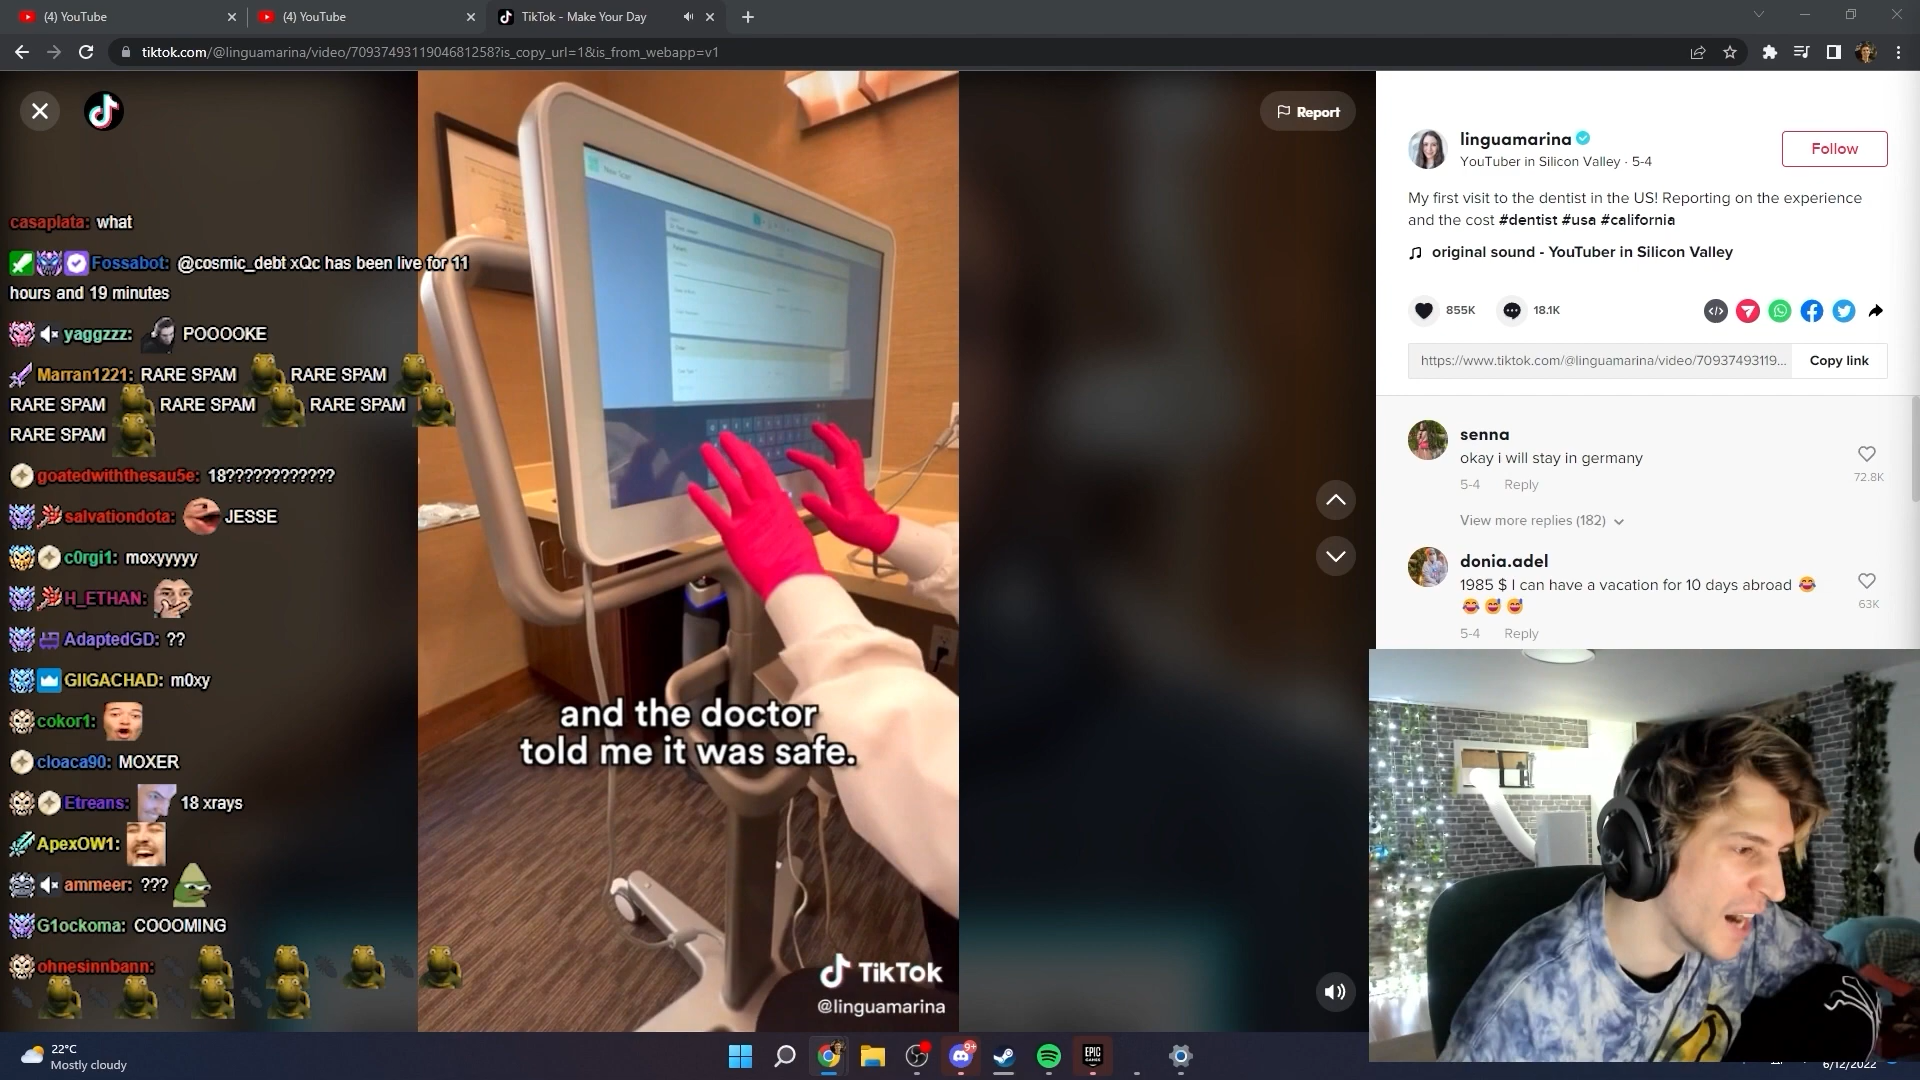 (4) YouTube
(4) YouTube
TikTok - Make Your Day
tiktok.com/@linguamarina/video/7093749311904681258?is_copy_url=1&is_from_webapp=v1
Report
casaplata: what
Fossabot: @cosmic_debt xQc has been live for 11
hours and 19 minutes
yaggzzz: POOOOKE
Marran1221: RARE SPAM RARE SPAM
RARE SPAM RARE SPAM RARE SPAM
RARE SPAM
goatedwiththesau5e: 18????????????
salvationdota: JESSE
c0rgi1: moxyyyyy
H_ETHAN:
AdaptedGD: ??
GIIGACHAD: m0xy
cokor1:
cloaca90: MOXER
Etreans: 18 xrays
ApexOW1:
ammeer: ???
G1ockoma: COOOMING
ohnesinnbann:
New Scan
and the doctor
told me it was safe.
TikTok
@linguamarina
linguamarina
YouTuber in Silicon Valley · 5-4
Follow
My first visit to the dentist in the US! Reporting on the experience
and the cost #dentist #usa #california
original sound - YouTuber in Silicon Valley
855K
18.1K
https://www.tiktok.com/@linguamarina/video/70937493119...
Copy link
senna
okay i will stay in germany
72.8K
5-4 Reply
View more replies (182)
donia.adel
1985 $ I can have a vacation for 10 days abroad
63K
5-4 Reply
22°C
Mostly cloudy
9+
EPIC
GAMES
6/12/2022